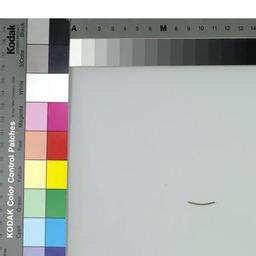 A 1 2 3 4 5 6 M 8 9 10 11 12 13 14
Kodak
KODAK Color Control Patches
Black
3/Color
White
Magenta
Red
Yellow
Green
Cyan
Blue